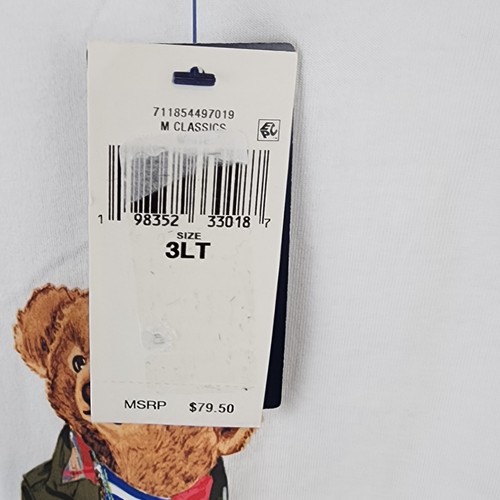 711854497019
M CLASSICS
1 98352 33018 7
SIZE
3LT
MSRP $79.50